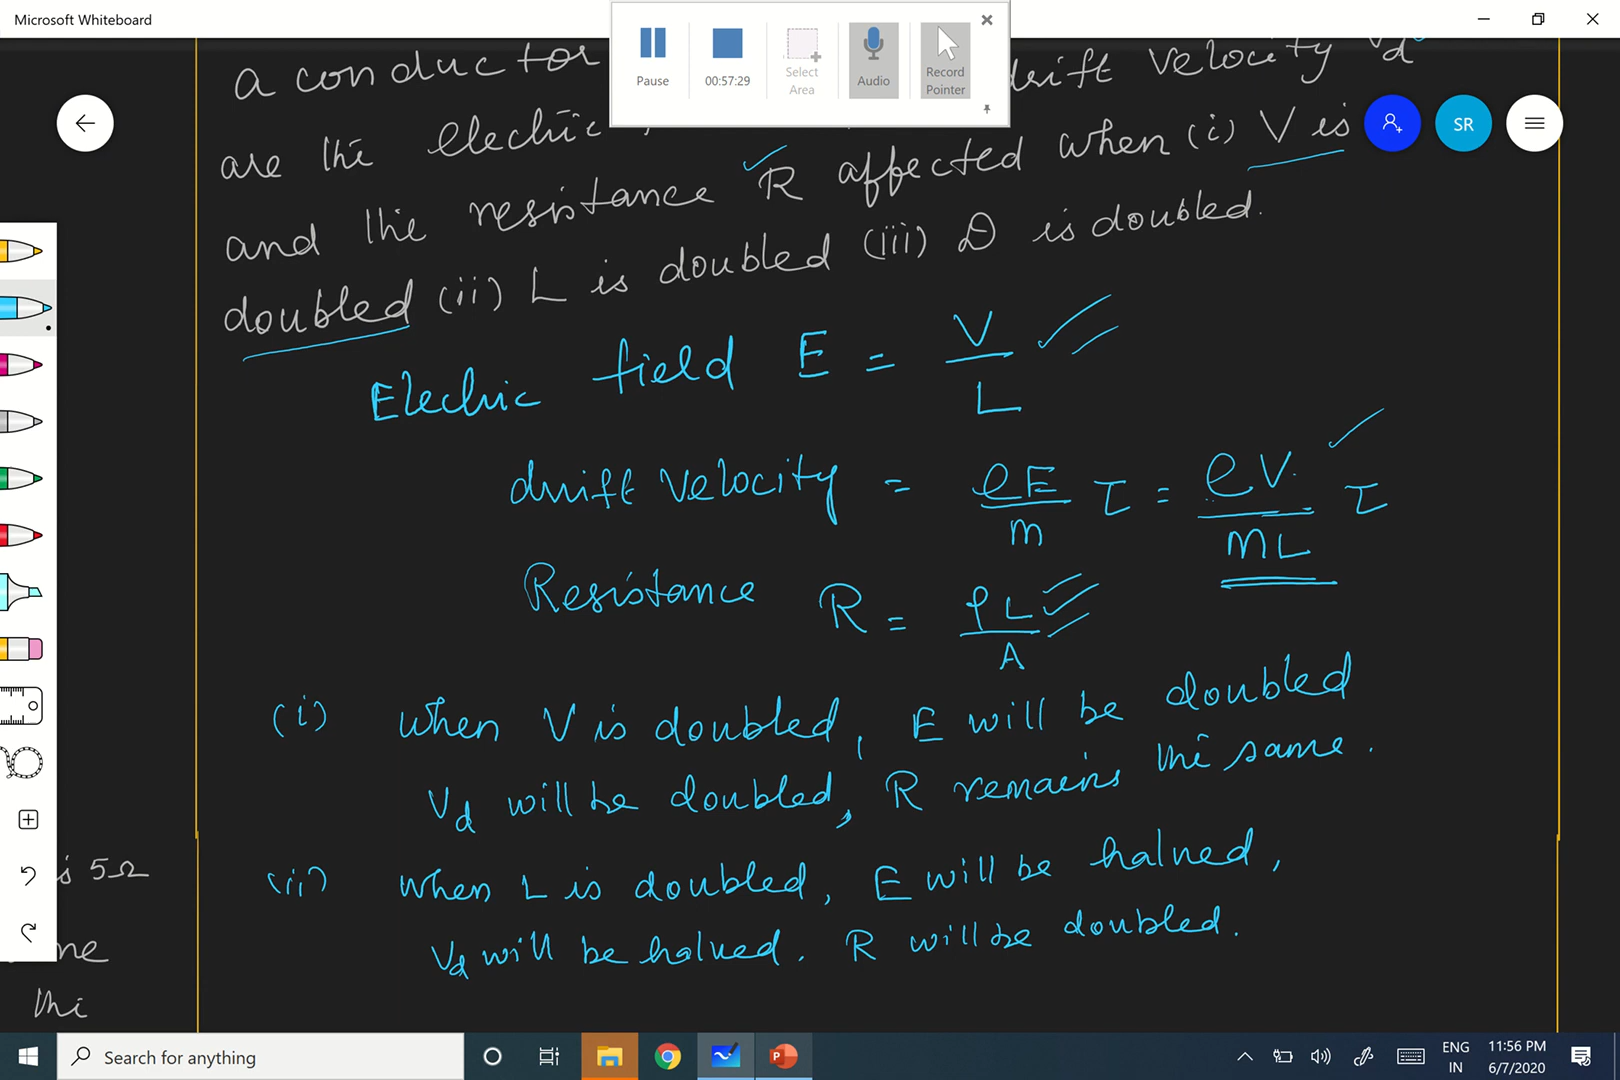 Microsoft Whiteboard
Pause
00:57:29
Select Area
Audio
Record Pointer
SR
a conductor drift velocity Vd
are the electric
and the resistance R affected when (i) V is
doubled (ii) L is doubled (iii) D is doubled.
Electric field E = V/L
drift velocity = eE/m τ = eV/mL τ
Resistance R = ρL/A
(i) when V is doubled, E will be doubled
Vd will be doubled, R remains the same.
(ii) when L is doubled, E will be halved,
Vd will be halved. R will be doubled.
is 5Ω
me
the
Search for anything
ENG
IN
11:56 PM
6/7/2020